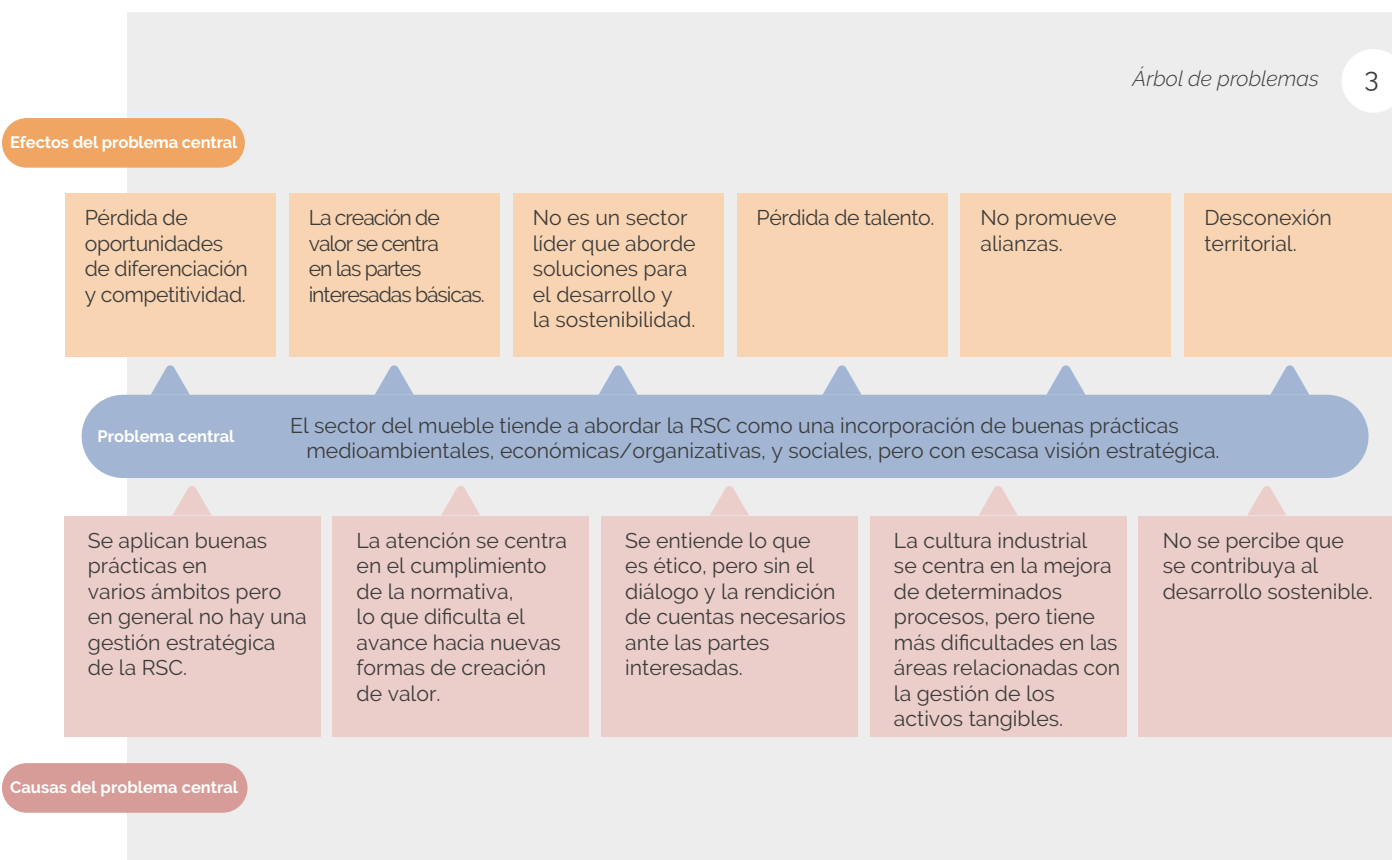 Árbol de problemas 3
Efectos del problema central
Pérdida de
oportunidades
de diferenciación
y competitividad.
La creación de
valor se centra
en las partes
interesadas básicas.
No es un sector
líder que aborde
soluciones para
el desarrollo y
la sostenibilidad.
Pérdida de talento.
No promueve
alianzas.
Desconexión
territorial.
Problema central
El sector del mueble tiende a abordar la RSC como una incorporación de buenas prácticas
medioambientales, económicas/organizativas, y sociales, pero con escasa visión estratégica.
Se aplican buenas
prácticas en
varios ámbitos pero
en general no hay una
gestión estratégica
de la RSC.
La atención se centra
en el cumplimiento
de la normativa,
lo que dificulta el
avance hacia nuevas
formas de creación
de valor.
Se entiende lo que
es ético, pero sin el
diálogo y la rendición
de cuentas necesarios
ante las partes
interesadas.
La cultura industrial
se centra en la mejora
de determinados
procesos, pero tiene
más dificultades en las
áreas relacionadas con
la gestión de los
activos tangibles.
No se percibe que
se contribuya al
desarrollo sostenible.
Causas del problema central